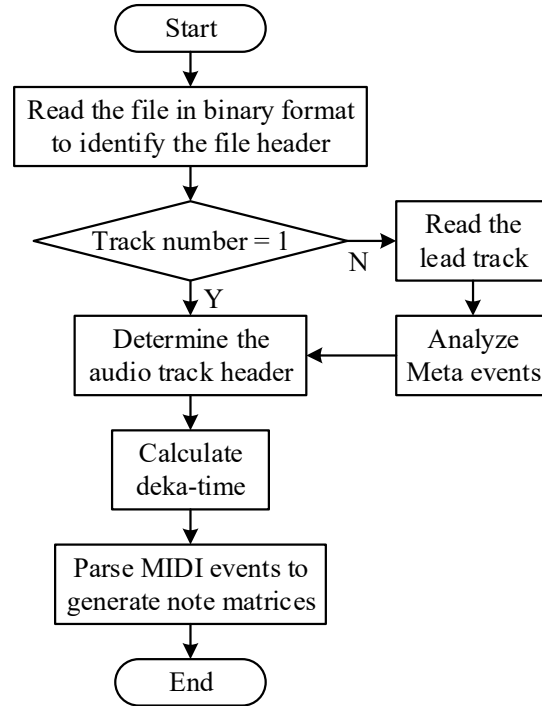 Start
Read the file in binary format
to identify the file header
Track number = 1
N
Y
Read the
lead track
Analyze
Meta events
Determine the
audio track header
Calculate
deka-time
Parse MIDI events to
generate note matrices
End